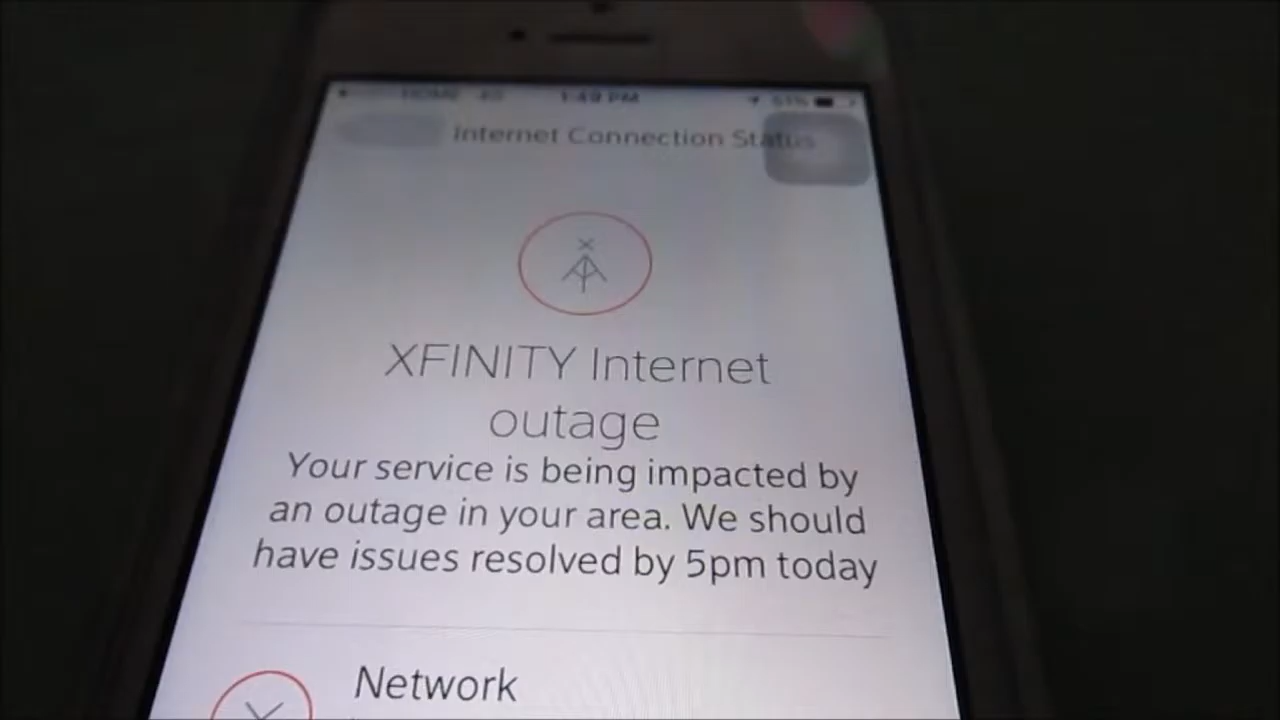 1:49 PM 61%
Internet Connection Status
XFINITY Internet
outage
Your service is being impacted by
an outage in your area. We should
have issues resolved by 5pm today
Network